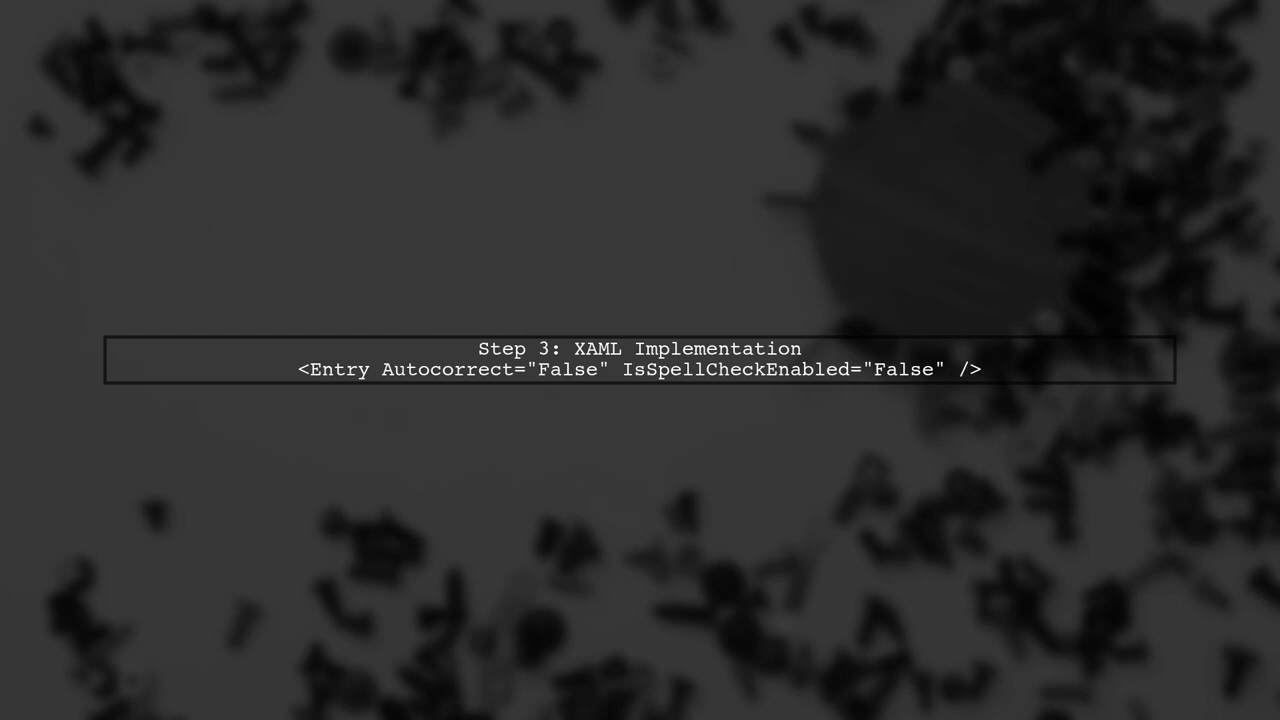 Step 3: XAML Implementation
<Entry Autocorrect="False" IsSpellCheckEnabled="False" />